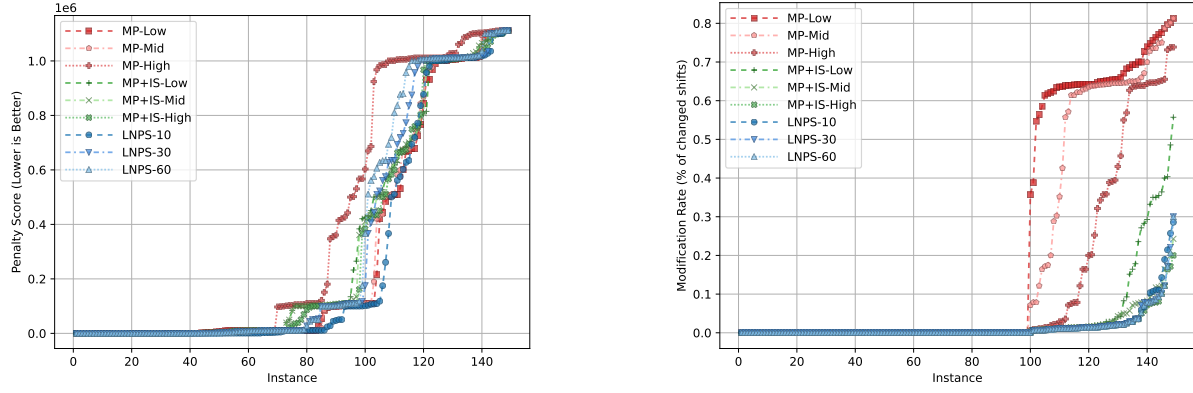 1e6
Penalty Score (Lower is Better)
1.0
0.8
0.6
0.4
0.2
0.0
MP-Low
MP-Mid
MP-High
MP+IS-Low
MP+IS-Mid
MP+IS-High
LNPS-10
LNPS-30
LNPS-60
0 20 40 60 80 100 120 140
Instance
Modification Rate (% of changed shifts)
0.8
0.7
0.6
0.5
0.4
0.3
0.2
0.1
0.0
MP-Low
MP-Mid
MP-High
MP+IS-Low
MP+IS-Mid
MP+IS-High
LNPS-10
LNPS-30
LNPS-60
0 20 40 60 80 100 120 140
Instance